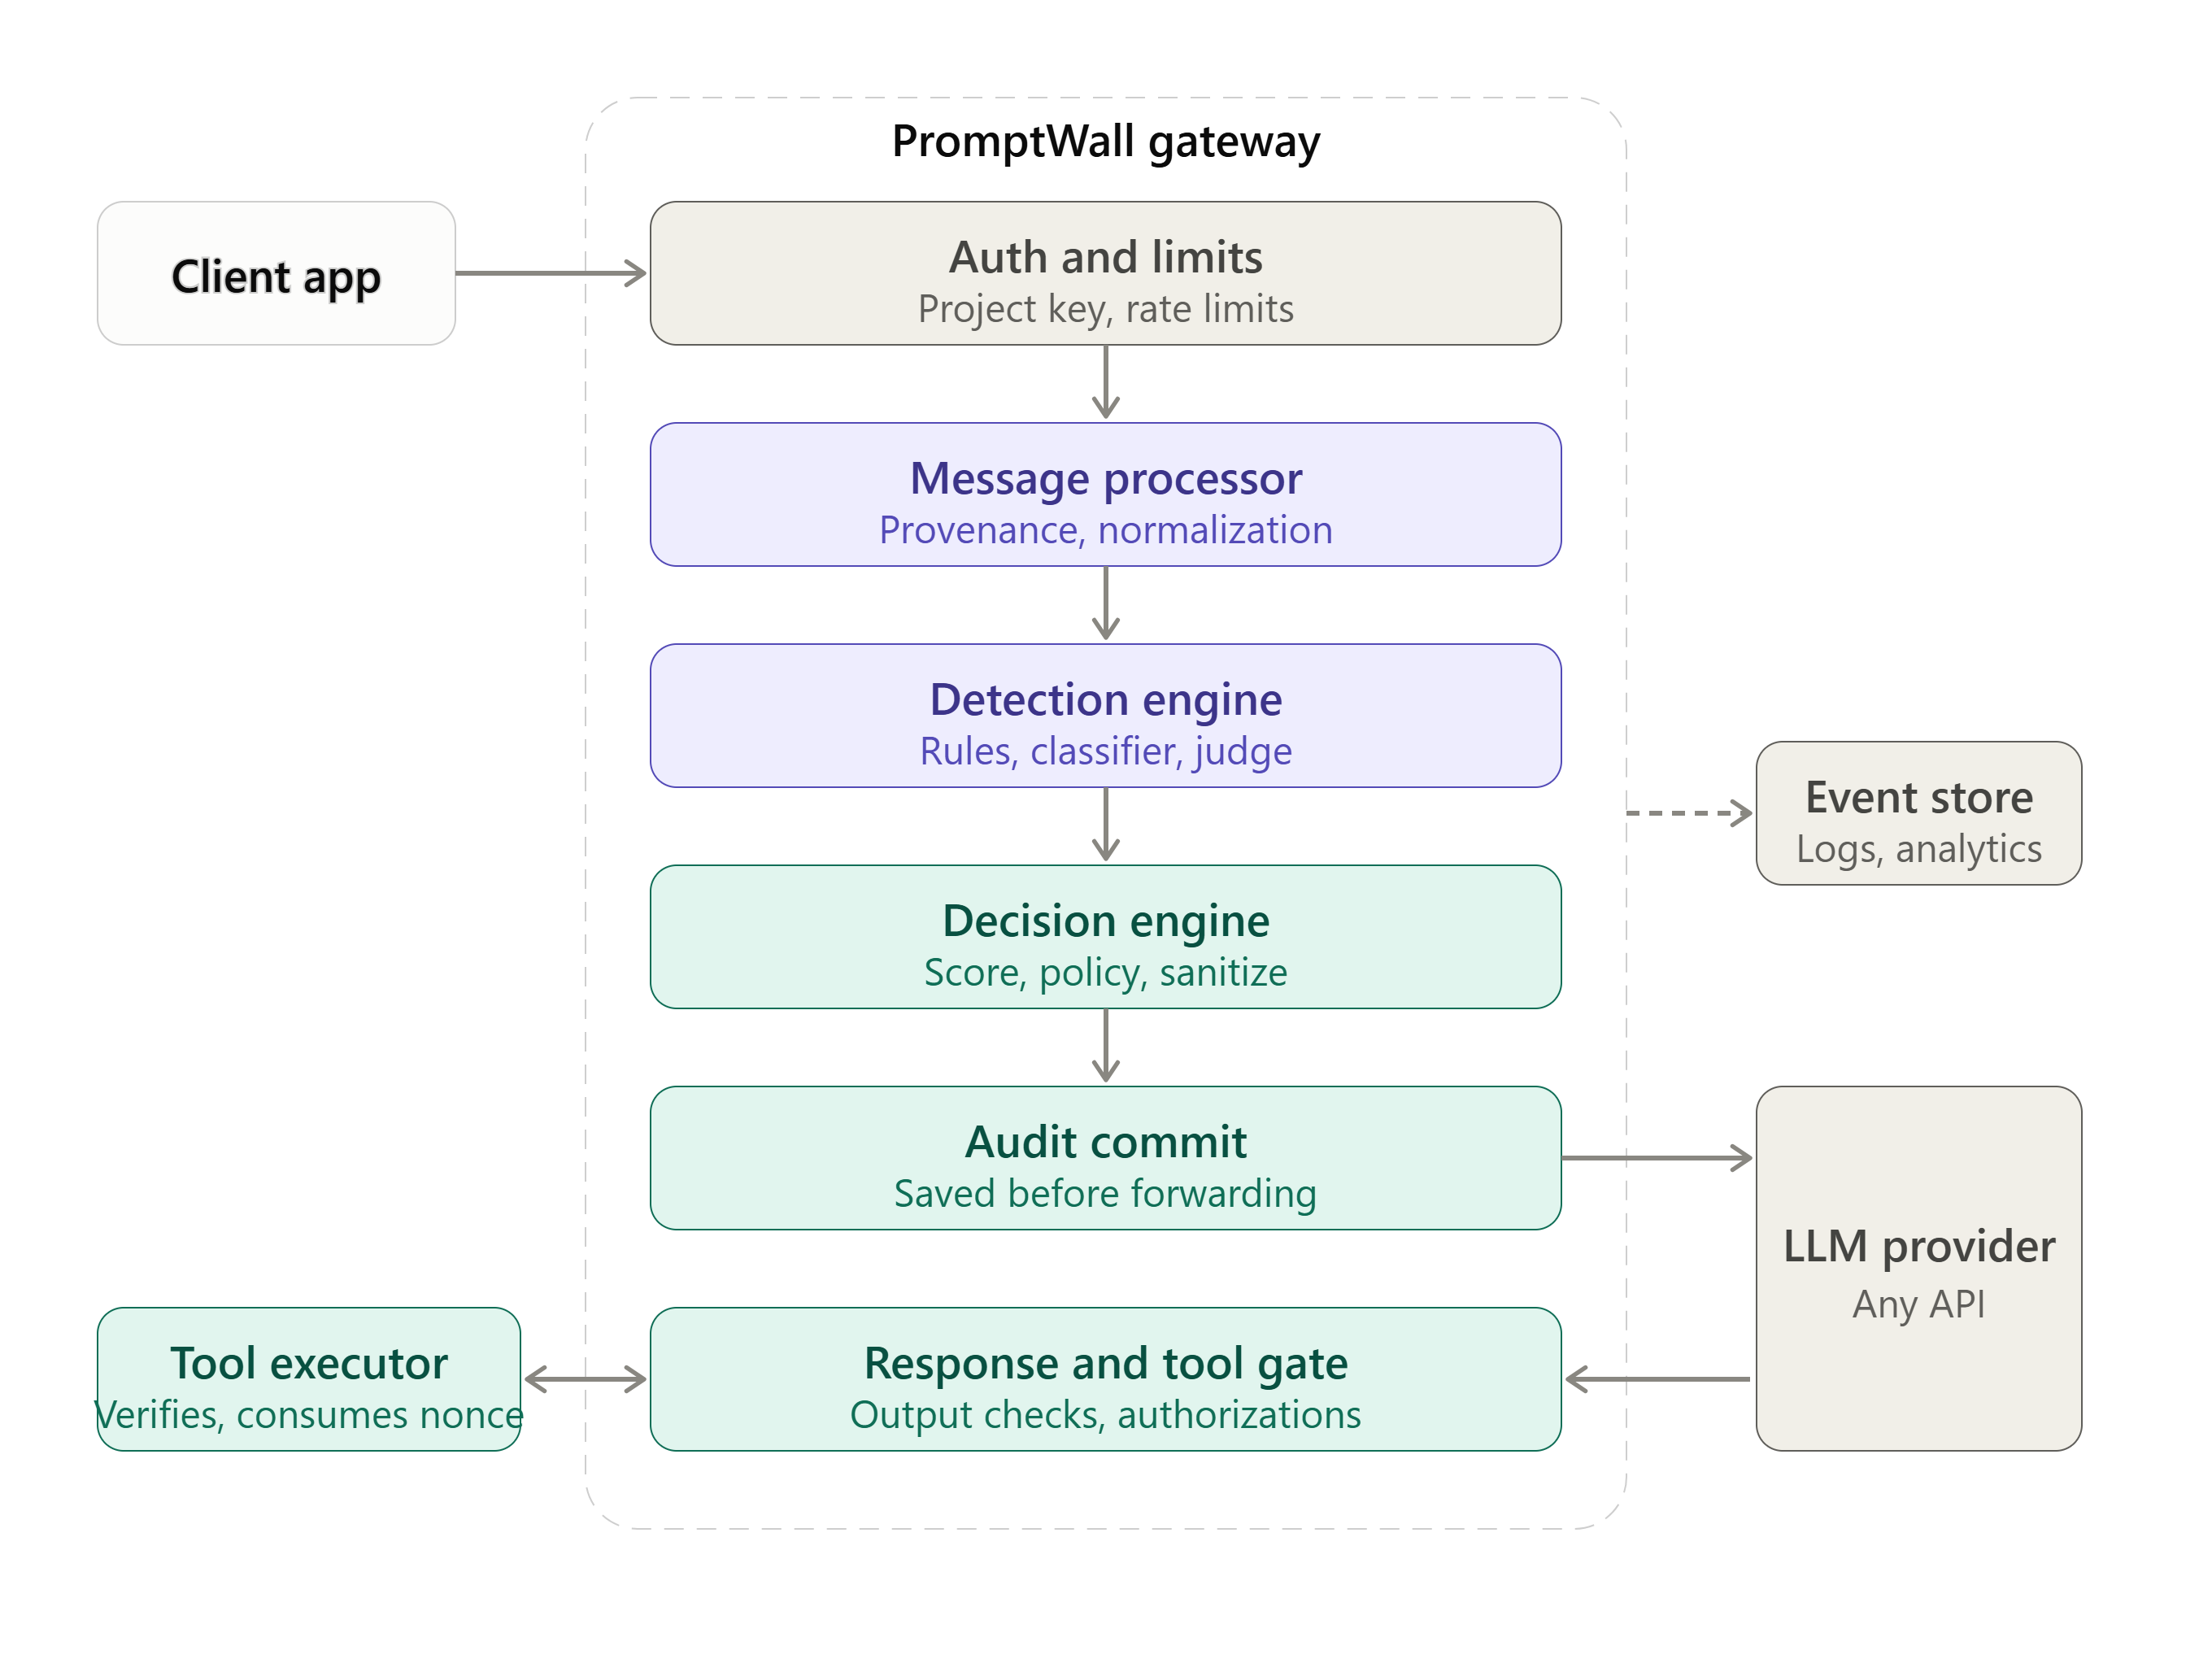 PromptWall gateway
Client app
Auth and limits
Project key, rate limits
Message processor
Provenance, normalization
Detection engine
Rules, classifier, judge
Event store
Logs, analytics
Decision engine
Score, policy, sanitize
Audit commit
Saved before forwarding
LLM provider
Any API
Tool executor
Verifies, consumes nonce
Response and tool gate
Output checks, authorizations